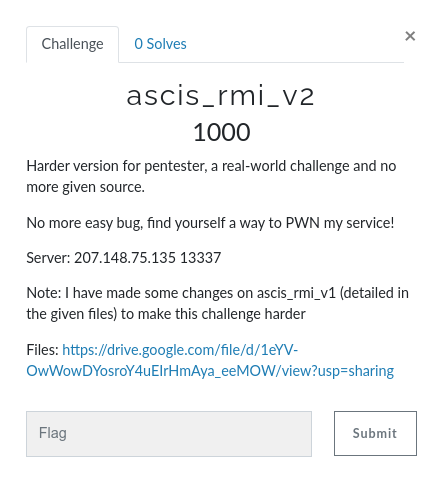 Challenge
0 Solves
×
ascis_rmi_v2
1000
Harder version for pentester, a real-world challenge and no
more given source.
No more easy bug, find yourself a way to PWN my service!
Server: 207.148.75.135 13337
Note: I have made some changes on ascis_rmi_v1 (detailed in
the given files) to make this challenge harder
Files: https://drive.google.com/file/d/1eYV-
OwWowDYosroY4uElrHmAya_eeMOW/view?usp=sharing
Flag
Submit